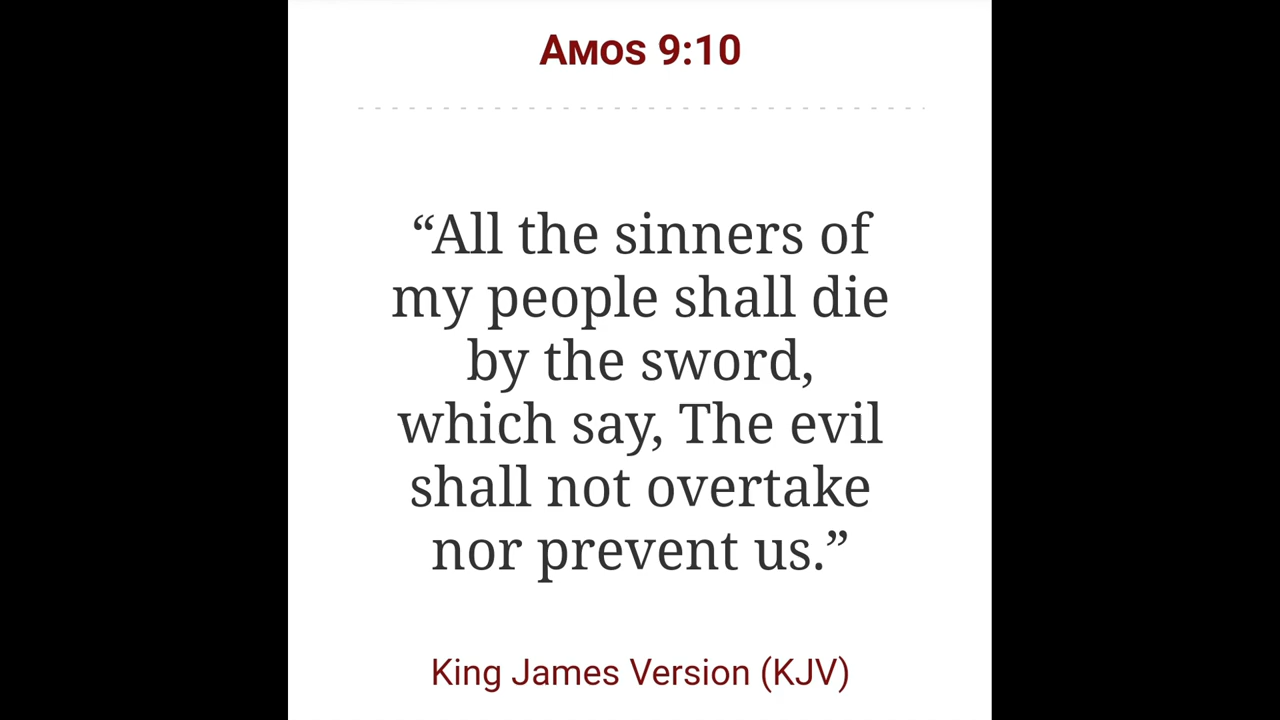 Amos 9:10
“All the sinners of
my people shall die
by the sword,
which say, The evil
shall not overtake
nor prevent us.”
King James Version (KJV)